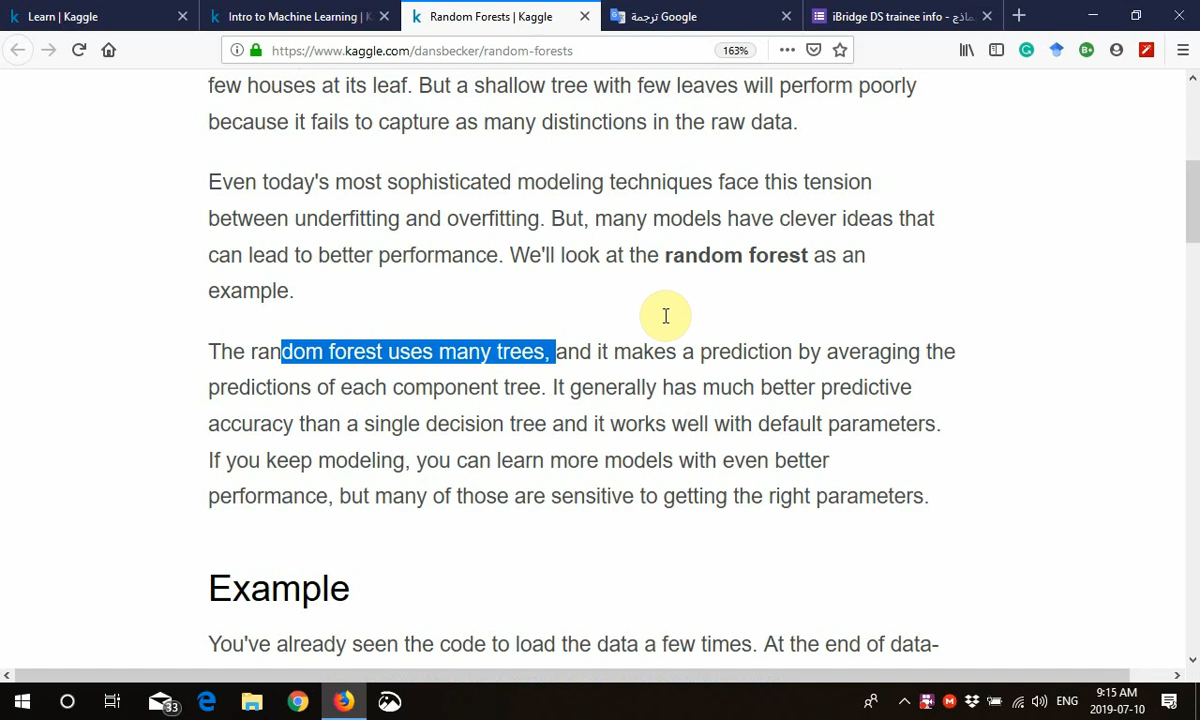 Learn | Kaggle
Intro to Machine Learning | K
Random Forests | Kaggle
ترجمة Google
iBridge DS trainee info - نماذج
https://www.kaggle.com/dansbecker/random-forests
163%
few houses at its leaf. But a shallow tree with few leaves will perform poorly
because it fails to capture as many distinctions in the raw data.
Even today's most sophisticated modeling techniques face this tension
between underfitting and overfitting. But, many models have clever ideas that
can lead to better performance. We'll look at the random forest as an
example.
The random forest uses many trees, and it makes a prediction by averaging the
predictions of each component tree. It generally has much better predictive
accuracy than a single decision tree and it works well with default parameters.
If you keep modeling, you can learn more models with even better
performance, but many of those are sensitive to getting the right parameters.
Example
You've already seen the code to load the data a few times. At the end of data-
33
ENG
9:15 AM
2019-07-10